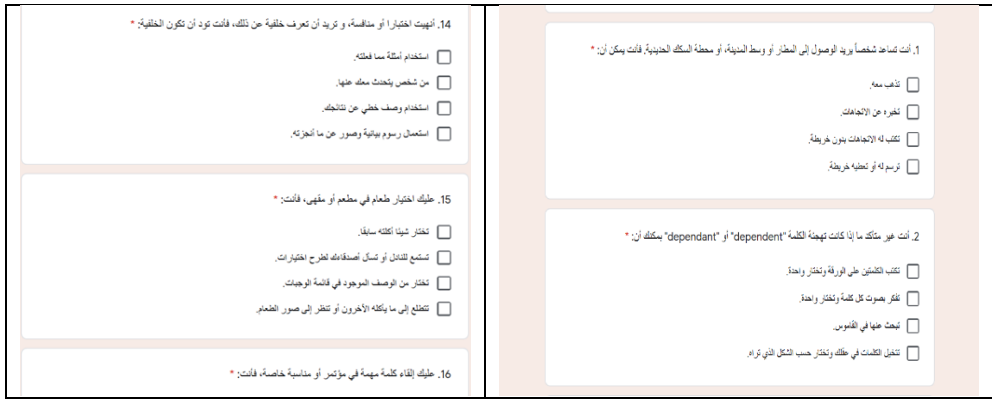 1. أنت تساعد شخصاً يريد الوصول إلى المطار أو وسط المدينة، أو محطة السكك الحديدية. فأنت يمكن أن: *
تذهب معه.
تخبره عن الاتجاهات.
تكتب له الاتجاهات بدون خريطة.
ترسم له أو تعطيه خريطة.
2. أنت غير متأكد ما إذا كانت تهجئة الكلمة "dependent" أو "dependant" يمكنك أن: *
تكتب الكلمتين على الورقة وتختار واحدة.
تفكر بصوت كل كلمة وتختار واحدة.
تبحث عنها في القاموس.
تتخيل الكلمات في عقلك وتختار حسب الشكل الذي تراه.
14. أنهيت اختبارا أو منافسة، و تريد أن تعرف خلفية عن ذلك، فأنت تود أن تكون الخلفية: *
استخدام أمثلة مما فعلته.
من شخص يتحدث معك عنها.
استخدام وصف خطي عن نتائجك.
استعمال رسوم بيانية وصور عن ما أنجزته.
15. عليك اختيار طعام في مطعم أو مقهى، فأنت: *
تختار شيئا أكلته سابقا.
تستمع للنادل أو تسأل أصدقاءك لطرح اختيارات.
تختار من الوصف الموجود في قائمة الوجبات.
تتطلع إلى ما يأكله الأخرون أو تنظر إلى صور الطعام.
16. عليك إلقاء كلمة مهمة في مؤتمر أو مناسبة خاصة، فأنت: *